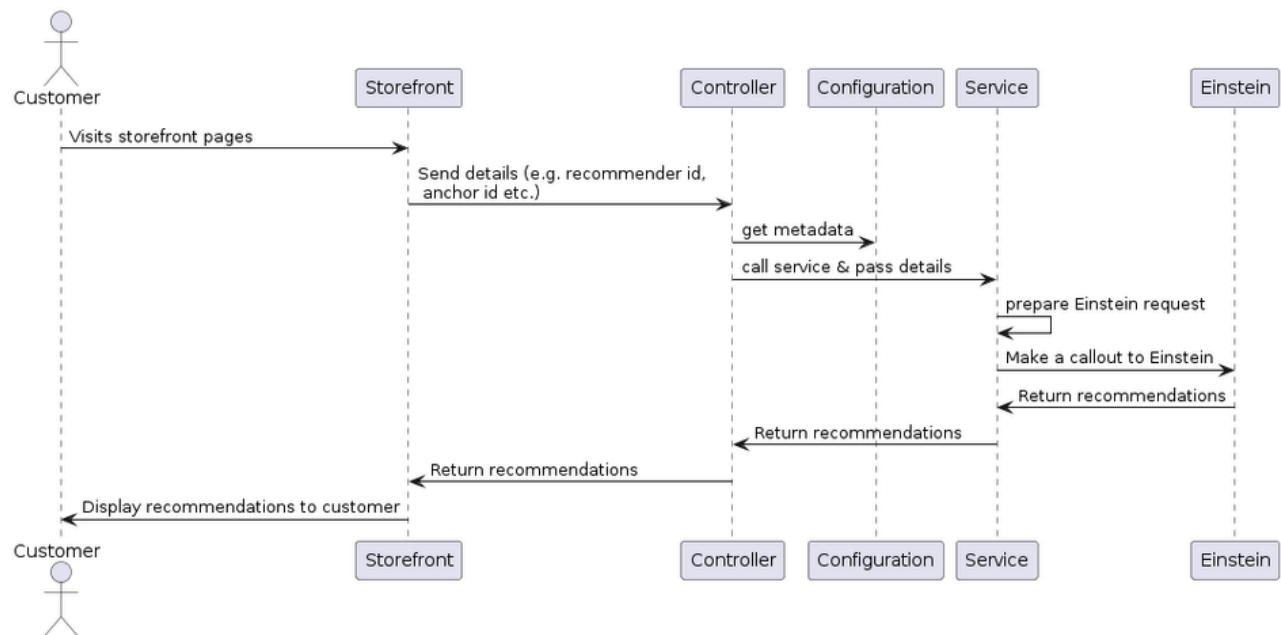 Customer
Storefront
Controller
Configuration
Service
Einstein
Visits storefront pages
Send details (e.g. recommender id,
anchor id etc.)
get metadata
call service & pass details
prepare Einstein request
Make a callout to Einstein
Return recommendations
Return recommendations
Return recommendations
Display recommendations to customer
Customer
Storefront
Controller
Configuration
Service
Einstein